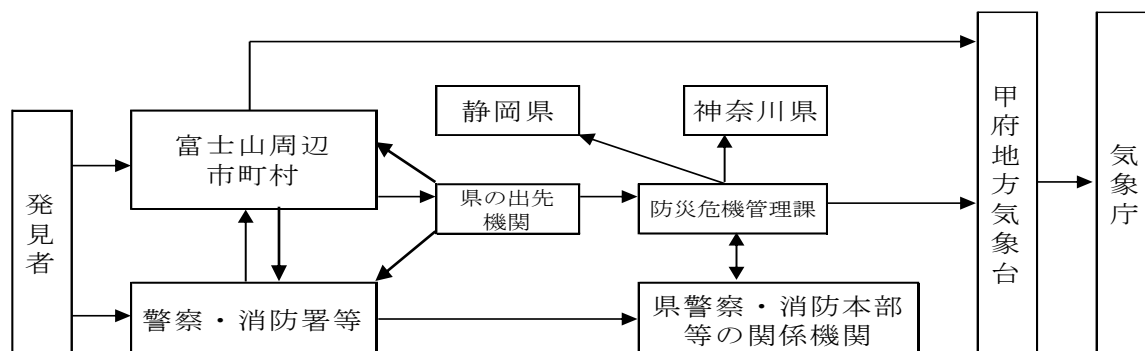 発見者
富士山周辺
市町村
警察・消防署等
静岡県
県の出先
機関
神奈川県
防災危機管理課
県警察・消防本部
等の関係機関
甲府地方気象台
気象庁